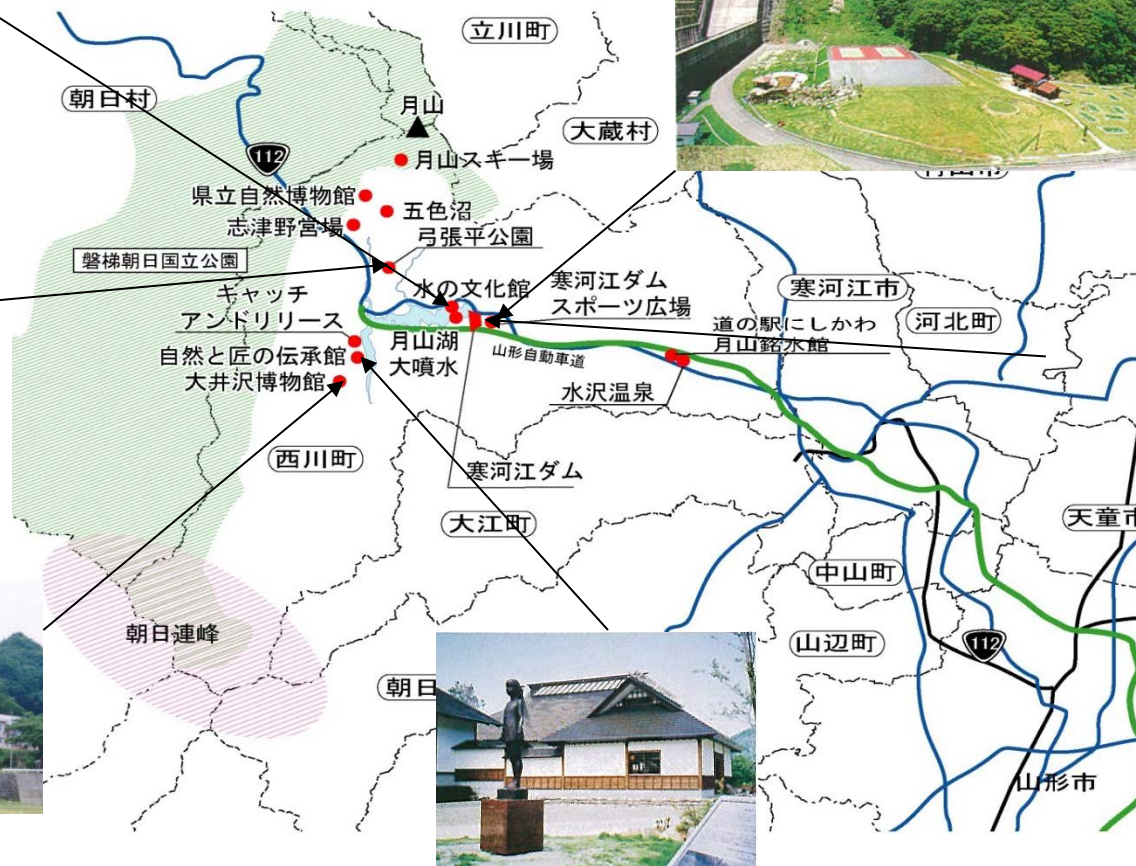 立川町
朝日村
月山
大蔵村
112
月山スキー場
県立自然博物館
五色沼
志津野営場
弓張平公園
磐梯朝日国立公園
水の文化館
寒河江ダム
スポーツ広場
寒河江市
キャッチ
アンドリリース
河北町
道の駅にしかわ
月山銘水館
月山湖
大噴水
山形自動車道
自然と匠の伝承館
大井沢博物館
水沢温泉
西川町
寒河江ダム
大江町
天童市
中山町
朝日連峰
山辺町
112
朝日
山形市